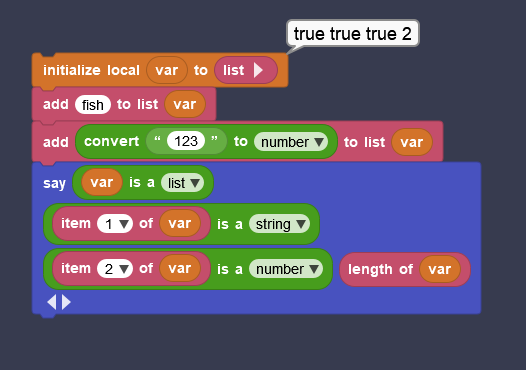 true true true 2
initialize local var to list
add fish to list var
add convert “ 123 ” to number to list var
say var is a list
item 1 of var is a string
item 2 of var is a number length of var